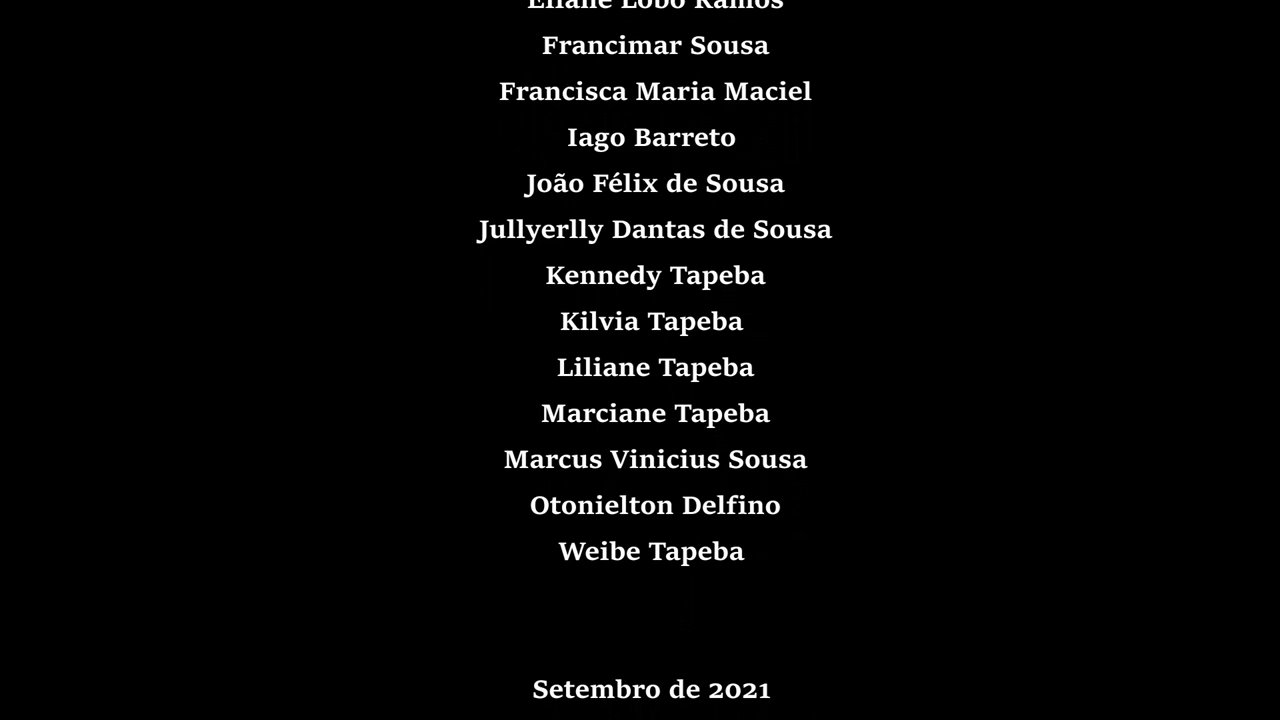 Eliane Lobo Ramos
Francimar Sousa
Francisca Maria Maciel
Iago Barreto
João Félix de Sousa
Jullyerlly Dantas de Sousa
Kennedy Tapeba
Kilvia Tapeba
Liliane Tapeba
Marciane Tapeba
Marcus Vinicius Sousa
Otonielton Delfino
Weibe Tapeba
Setembro de 2021